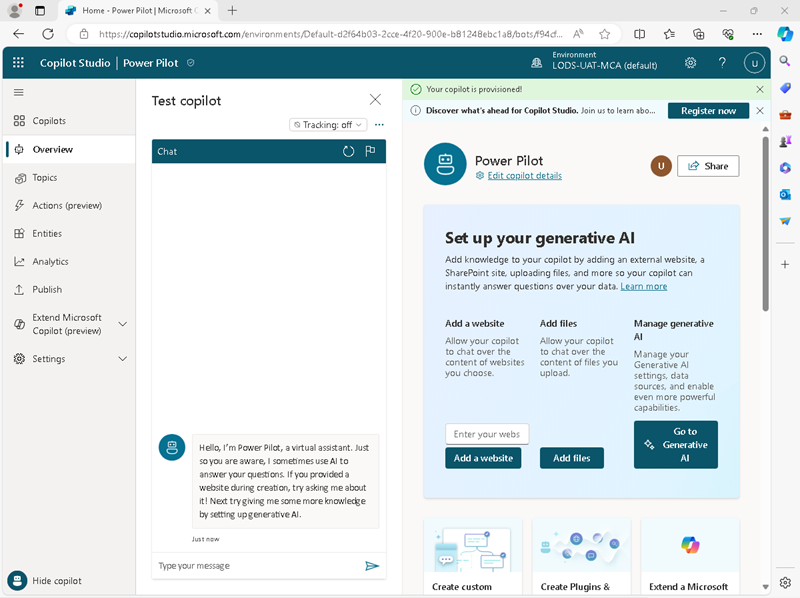 Home - Power Pilot | Microsoft C
https://copilotstudio.microsoft.com/environments/Default-d2f64b03-2cce-4f20-900e-b81248ebc1a8/bots/f94cf...
Copilot Studio | Power Pilot
Environment
LODS-UAT-MCA (default)
U
Copilots
Overview
Topics
Actions (preview)
Entities
Analytics
Publish
Extend Microsoft
Copilot (preview)
Settings
Hide copilot
Test copilot
Tracking: off
Chat
Hello, I'm Power Pilot, a virtual assistant. Just
so you are aware, I sometimes use AI to
answer your questions. If you provided a
website during creation, try asking me about
it! Next try giving me some more knowledge
by setting up generative AI.
Just now
Type your message
Your copilot is provisioned!
Discover what's ahead for Copilot Studio. Join us to learn abo...
Register now
Power Pilot
Edit copilot details
U
Share
Set up your generative AI
Add knowledge to your copilot by adding an external website, a
SharePoint site, uploading files, and more so your copilot can
instantly answer questions over your data. Learn more
Add a website
Allow your copilot
to chat over the
content of websites
you choose.
Enter your webs
Add a website
Add files
Allow your copilot
to chat over the
content of files you
upload.
Add files
Manage generative
AI
Manage your
Generative AI
settings, data
sources, and enable
even more powerful
capabilities.
Go to
Generative
AI
Create custom
Create Plugins &
Extend a Microsoft